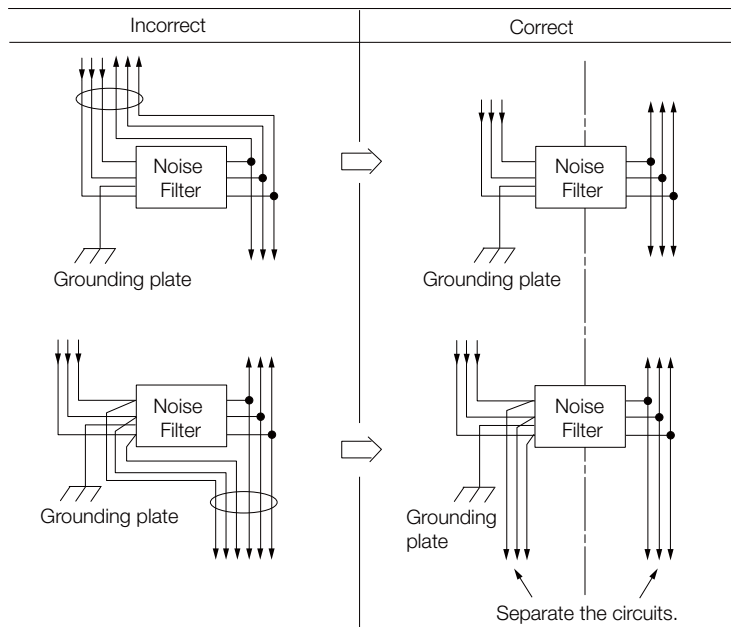 Incorrect
Correct
Noise
Filter
Grounding plate
Noise
Filter
Grounding plate
Noise
Filter
Grounding plate
Noise
Filter
Grounding
plate
Separate the circuits.